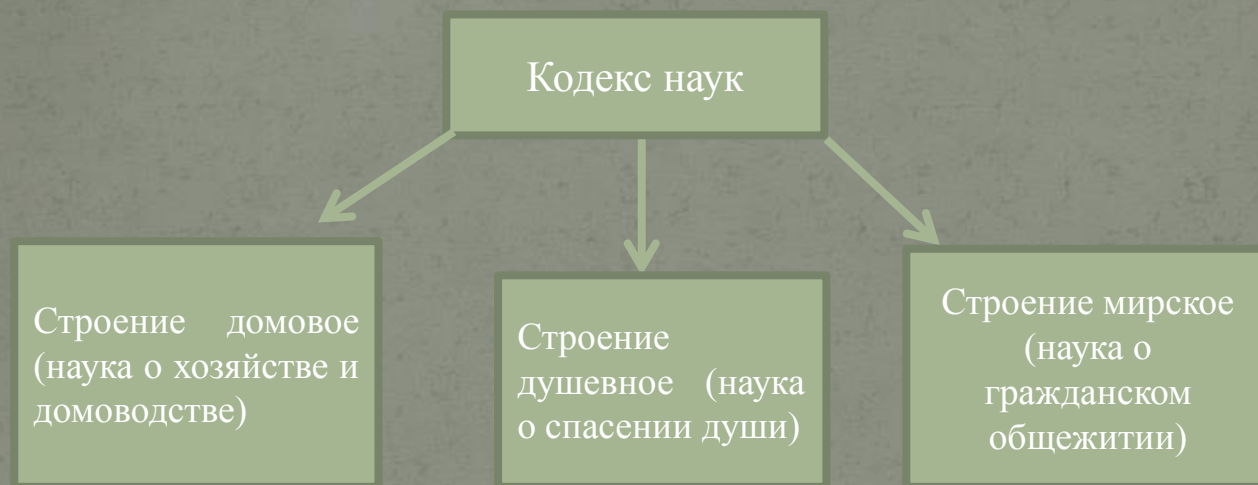 Кодекс наук
Строение домовое
(наука о хозяйстве и
домоводстве)
Строение
душевное (наука
о спасении души)
Строение мирское
(наука о
гражданском
общежитии)